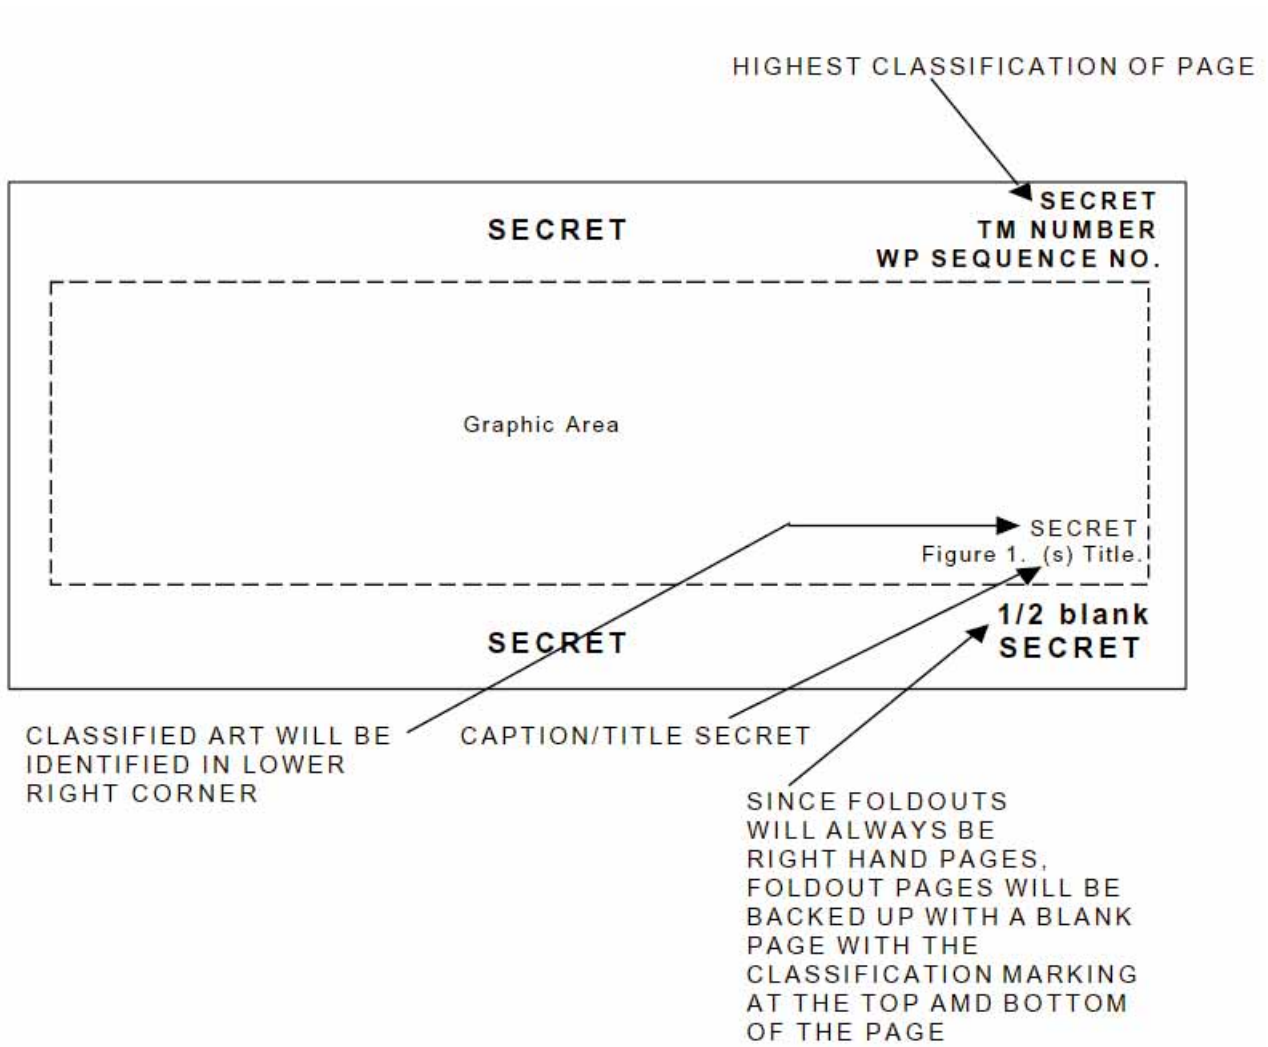 HIGHEST CLASSIFICATION OF PAGE
SECRET
SECRET
TM NUMBER
WP SEQUENCE NO.
Graphic Area
SECRET
Figure 1. (s) Title.
1/2 blank
SECRET
SECRET
CLASSIFIED ART WILL BE
IDENTIFIED IN LOWER
RIGHT CORNER
CAPTION/TITLE SECRET
SINCE FOLDOUTS
WILL ALWAYS BE
RIGHT HAND PAGES,
FOLDOUT PAGES WILL BE
BACKED UP WITH A BLANK
PAGE WITH THE
CLASSIFICATION MARKING
AT THE TOP AMD BOTTOM
OF THE PAGE